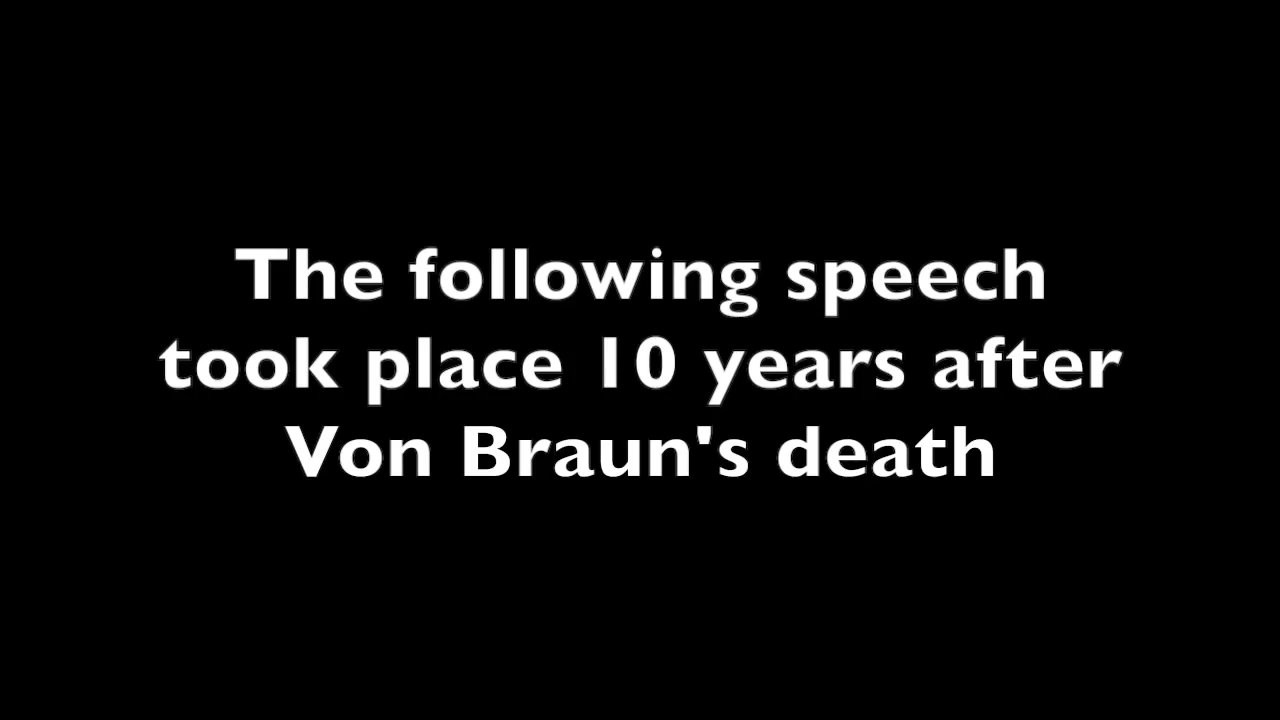 The following speech
took place 10 years after
Von Braun's death